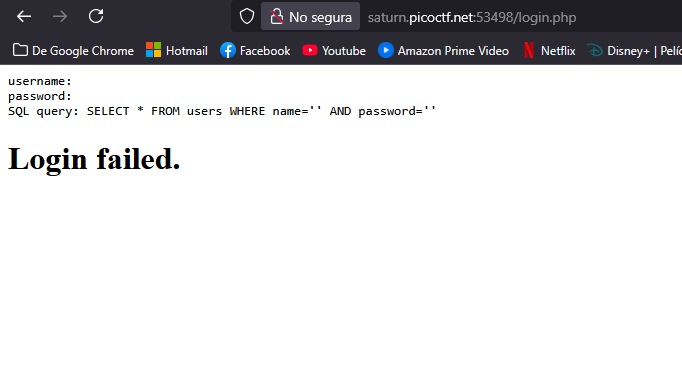 No segura saturn.picoctf.net:53498/login.php
De Google Chrome Hotmail Facebook Youtube Amazon Prime Video Netflix Disney+ | Pelíc
username:
password:
SQL query: SELECT * FROM users WHERE name='' AND password=''
Login failed.